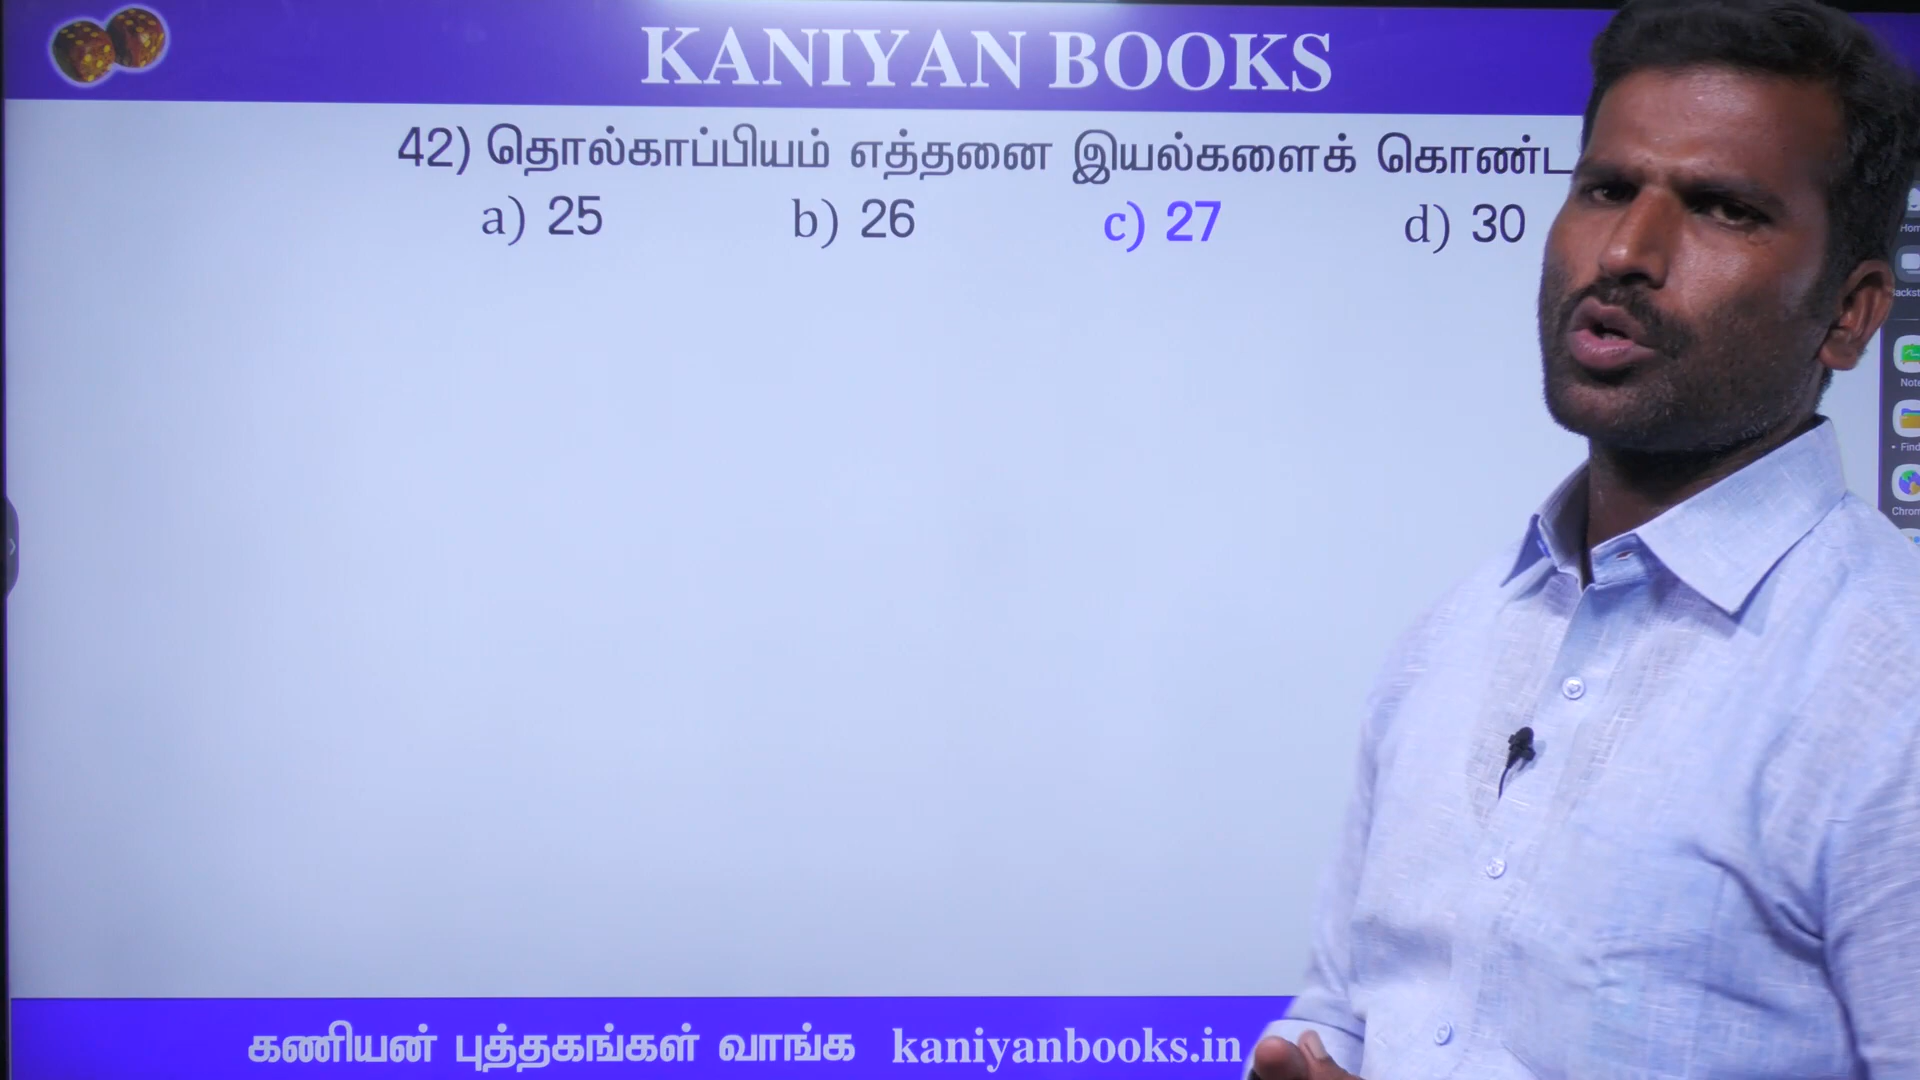 KANIYAN BOOKS
42) தொல்காப்பியம் எத்தனை இயல்களைக் கொண்ட
a) 25 b) 26 c) 27 d) 30
கணியன் புத்தகங்கள் வாங்க kaniyanbooks.in